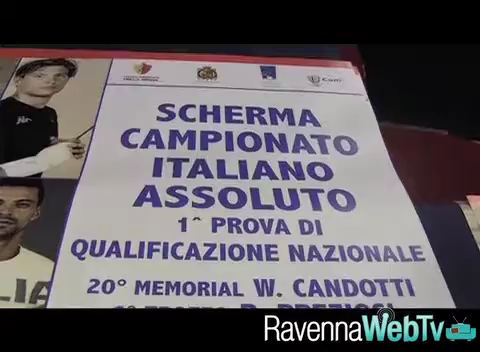 SCHERMA
CAMPIONATO
ITALIANO
ASSOLUTO
1^ PROVA DI
QUALIFICAZIONE NAZIONALE
20° MEMORIAL W. CANDOTTI
RavennaWebTv